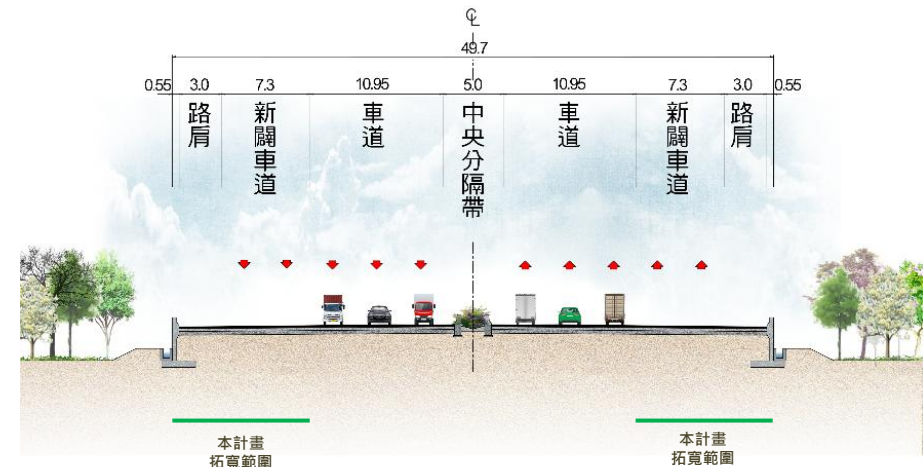 ℄
49.7
0.55 3.0 7.3 10.95 5.0 10.95 7.3 3.0 0.55
路肩 新闢車道 車道 中央分隔帶 車道 新闢車道 路肩
本計畫 本計畫
拓寬範圍 拓寬範圍